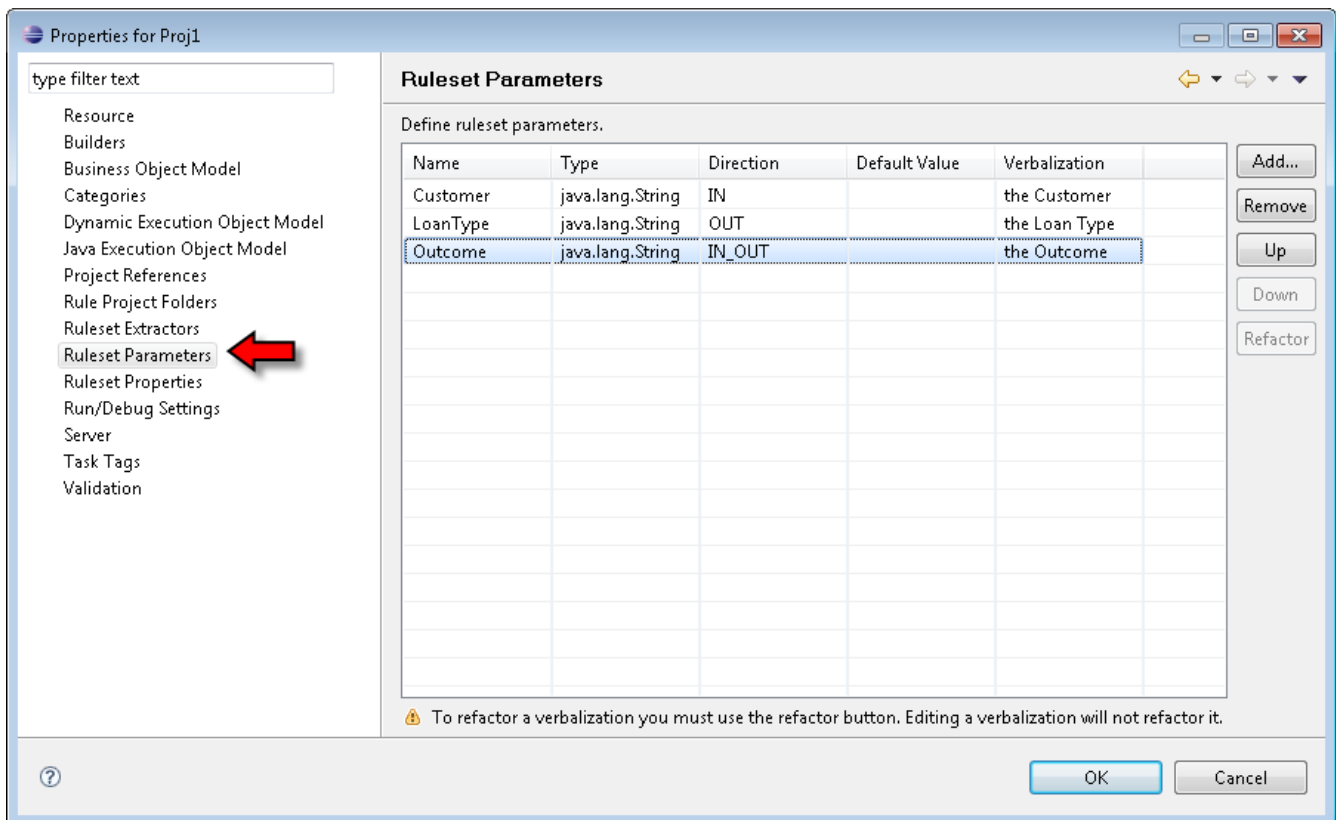 Properties for Proj1
type filter text
Resource
Builders
Business Object Model
Categories
Dynamic Execution Object Model
Java Execution Object Model
Project References
Rule Project Folders
Ruleset Extractors
Ruleset Parameters
Ruleset Properties
Run/Debug Settings
Server
Task Tags
Validation
Ruleset Parameters
Define ruleset parameters.
Name Type Direction Default Value Verbalization
Customer java.lang.String IN the Customer
LoanType java.lang.String OUT the Loan Type
Outcome java.lang.String IN_OUT the Outcome
Add...
Remove
Up
Down
Refactor
To refactor a verbalization you must use the refactor button. Editing a verbalization will not refactor it.
OK Cancel